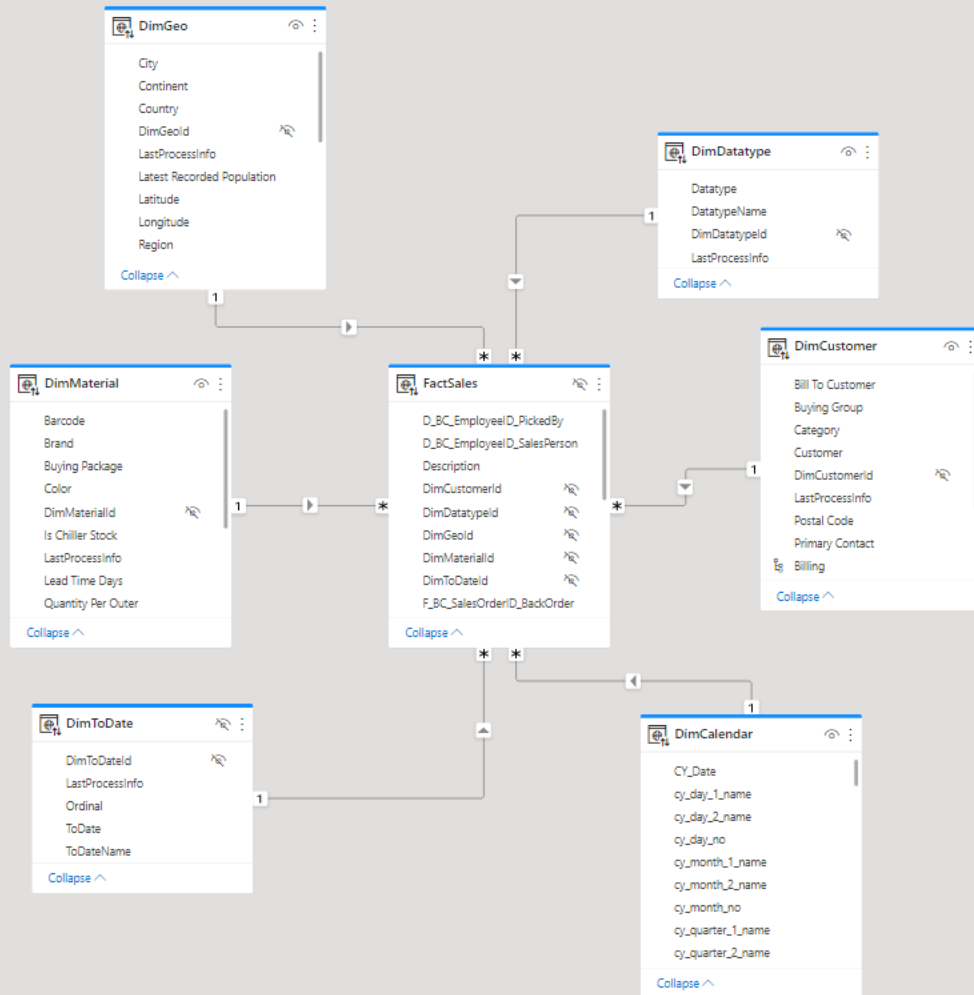 DimGeo
City
Continent
Country
DimGeoId
LastProcessInfo
Latest Recorded Population
Latitude
Longitude
Region
Collapse
1
DimDatatype
Datatype
DatatypeName
DimDatatypeId
LastProcessInfo
Collapse
1
DimMaterial
Barcode
Brand
Buying Package
Color
DimMaterialId
Is Chiller Stock
LastProcessInfo
Lead Time Days
Quantity Per Outer
Collapse
1
*
*
*
FactSales
D_BC_EmployeeID_PickedBy
D_BC_EmployeeID_SalesPerson
Description
DimCustomerId
DimDatatypeId
DimGeoId
DimMaterialId
DimToDateId
F_BC_SalesOrderID_BackOrder
Collapse
*
*
*
DimCustomer
Bill To Customer
Buying Group
Category
Customer
DimCustomerId
LastProcessInfo
Postal Code
Primary Contact
Billing
Collapse
1
DimToDate
DimToDateId
LastProcessInfo
Ordinal
ToDate
ToDateName
Collapse
1
1
DimCalendar
CY_Date
cy_day_1_name
cy_day_2_name
cy_day_no
cy_month_1_name
cy_month_2_name
cy_month_no
cy_quarter_1_name
cy_quarter_2_name
Collapse